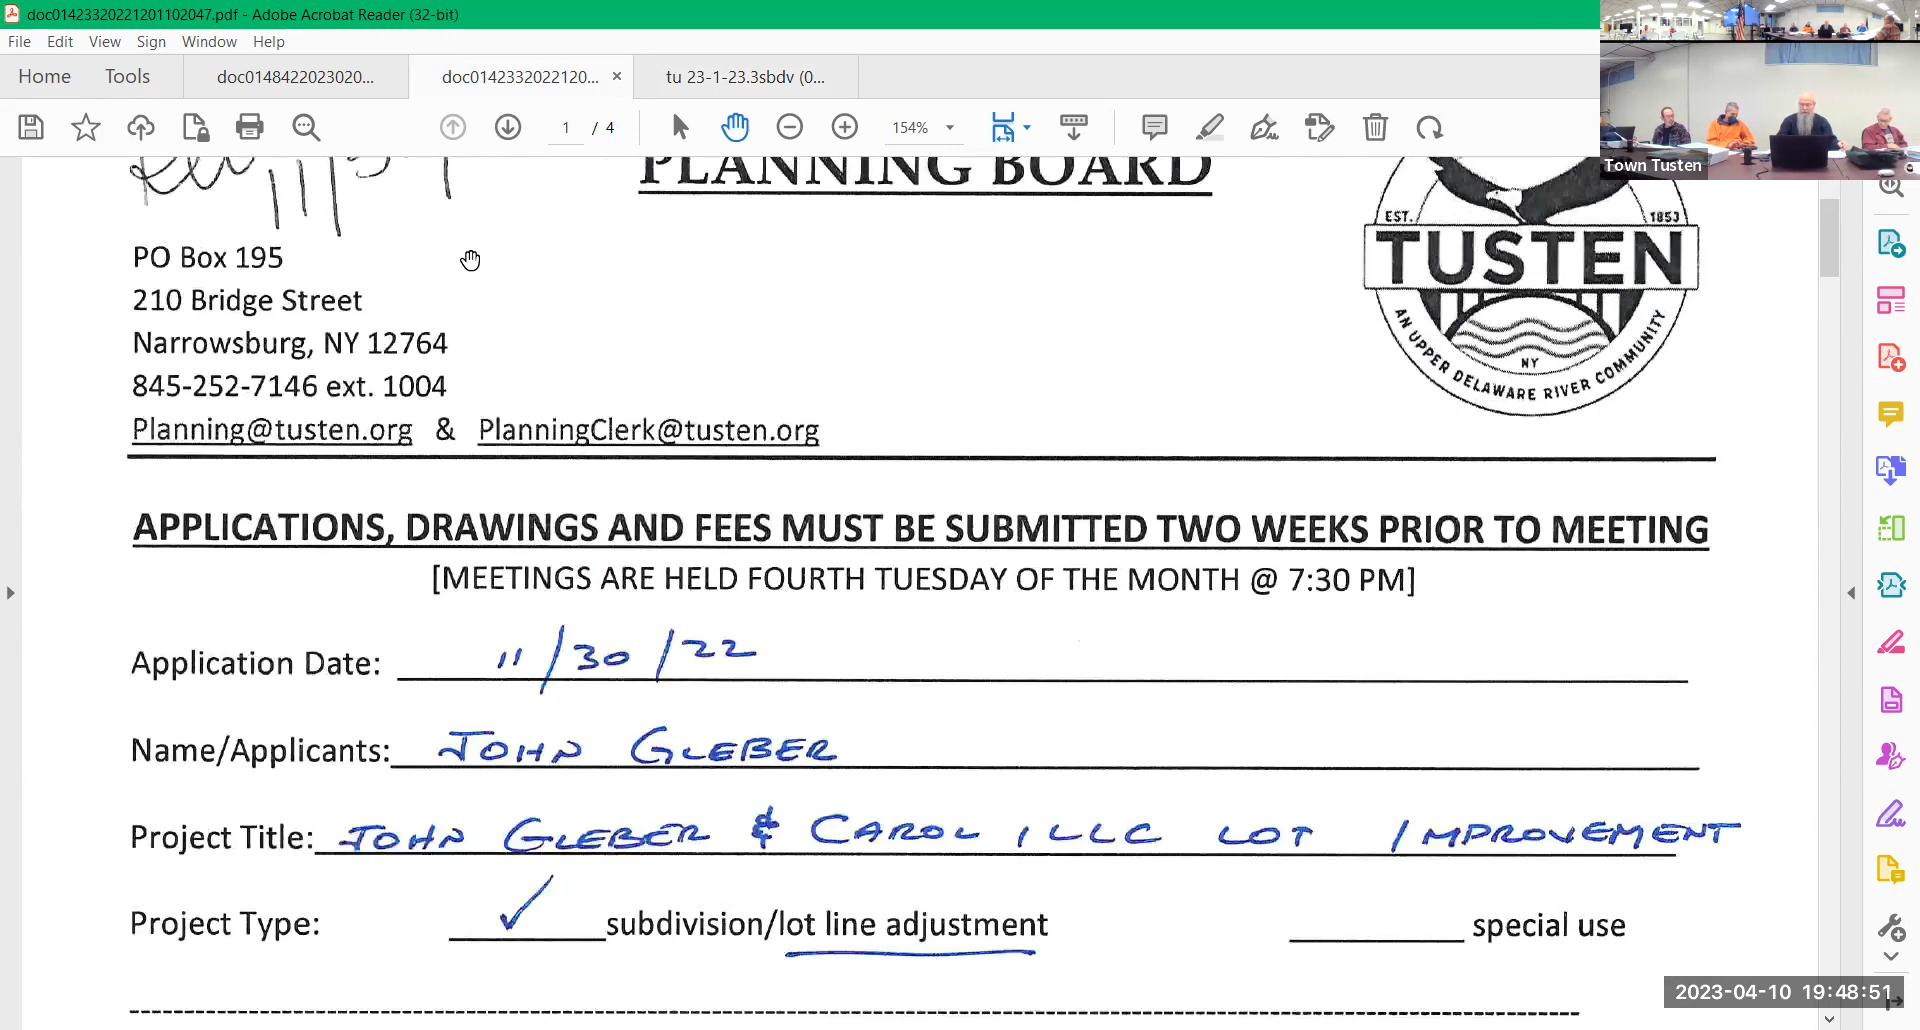 doc01423320221201102047.pdf - Adobe Acrobat Reader (32-bit)
File Edit View Sign Window Help
Home Tools doc0148422023020... doc0142332022120... × tu 23-1-23.3sbdv (0...
1 / 4 154%
Town Tusten
PLANNING BOARD
PO Box 195
210 Bridge Street
Narrowsburg, NY 12764
845-252-7146 ext. 1004
Planning@tusten.org & PlanningClerk@tusten.org
EST. 1853
TUSTEN
NY
AN UPPER DELAWARE RIVER COMMUNITY
APPLICATIONS, DRAWINGS AND FEES MUST BE SUBMITTED TWO WEEKS PRIOR TO MEETING
[MEETINGS ARE HELD FOURTH TUESDAY OF THE MONTH @ 7:30 PM]
Application Date: 11/30/22
Name/Applicants: JOHN GLEBER
Project Title: JOHN GLEBER & CAROL, LLC LOT IMPROVEMENT
Project Type: ✓ subdivision/lot line adjustment special use
2023-04-10 19:48:51